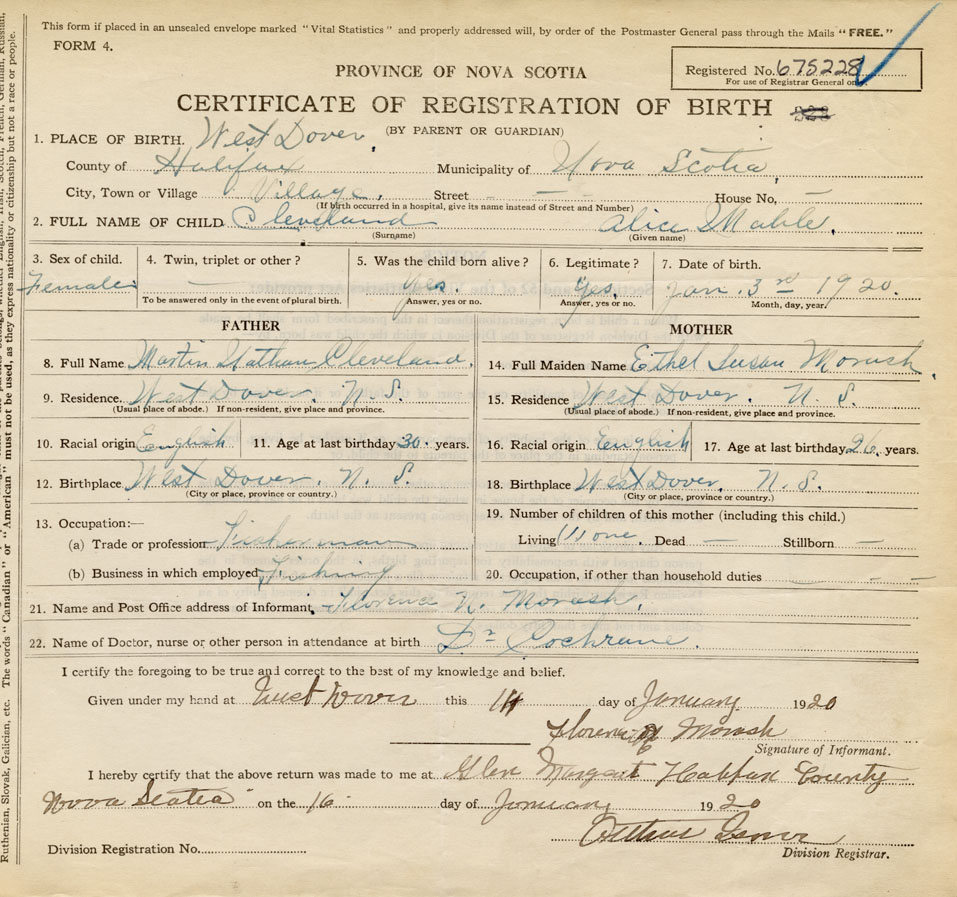 This form if placed in an unsealed envelope marked "Vital Statistics" and properly addressed will, by order of the Postmaster General pass through the Mails "FREE."
FORM 4.
Registered No. 675228
For use of Registrar General only.
PROVINCE OF NOVA SCOTIA
CERTIFICATE OF REGISTRATION OF BIRTH
(BY PARENT OR GUARDIAN)
1. PLACE OF BIRTH. West Dover,
County of Halifax Municipality of Nova Scotia,
City, Town or Village Village, Street — House No. —
(If birth occurred in a hospital, give its name instead of Street and Number)
2. FULL NAME OF CHILD Cleveland Alice Mable.
(Surname) (Given name)
3. Sex of child. 4. Twin, triplet or other? 5. Was the child born alive? 6. Legitimate? 7. Date of birth.
Female — Yes. Yes, Jan. 3rd 1920.
To be answered only in the event of plural birth. Answer, yes or no. Answer, yes or no. Month, day, year.
FATHER MOTHER
8. Full Name Martin Nathan Cleveland. 14. Full Maiden Name Ethel Susan Morash.
9. Residence. West Dover. N. S. 15. Residence West Dover. N. S.
(Usual place of abode.) If non-resident, give place and province. (Usual place of abode.) If non-resident, give place and province.
10. Racial origin English 11. Age at last birthday 30. years. 16. Racial origin English 17. Age at last birthday 26. years.
12. Birthplace West Dover. N. S. 18. Birthplace West Dover. N. S.
(City or place, province or country.) (City or place, province or country.)
13. Occupation:— 19. Number of children of this mother (including this child.)
(a) Trade or profession Fisherman Living (1) one. Dead — Stillborn —
(b) Business in which employed Fishing 20. Occupation, if other than household duties — — —
21. Name and Post Office address of Informant. Florence N. Morash.
22. Name of Doctor, nurse or other person in attendance at birth Dr Cochrane.
I certify the foregoing to be true and correct to the best of my knowledge and belief.
Given under my hand at West Dover this 14 day of January 1920
Florence Morash
Signature of Informant.
I hereby certify that the above return was made to me at Glen Margaret Halifax County
Nova Scotia on the 16 day of January 1920
Division Registrar.
Division Registration No.
Ruthenian, Slovak, Galician, etc. The words "Canadian" or "American" must not be used, as they express nationality or citizenship but not a race or people.